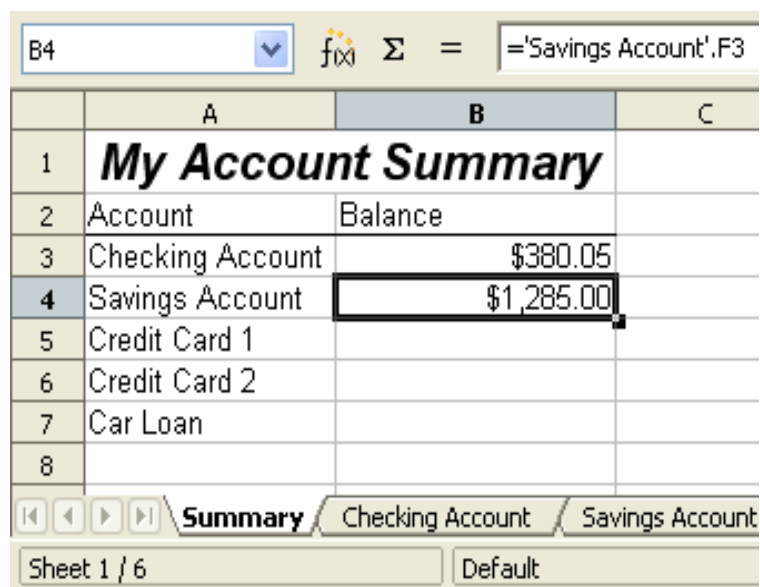 B4 f(x) Σ = ='Savings Account'.F3
A B C
1 My Account Summary
2 Account Balance
3 Checking Account $380.05
4 Savings Account $1,285.00
5 Credit Card 1
6 Credit Card 2
7 Car Loan
8
Summary Checking Account Savings Account
Sheet 1 / 6 Default